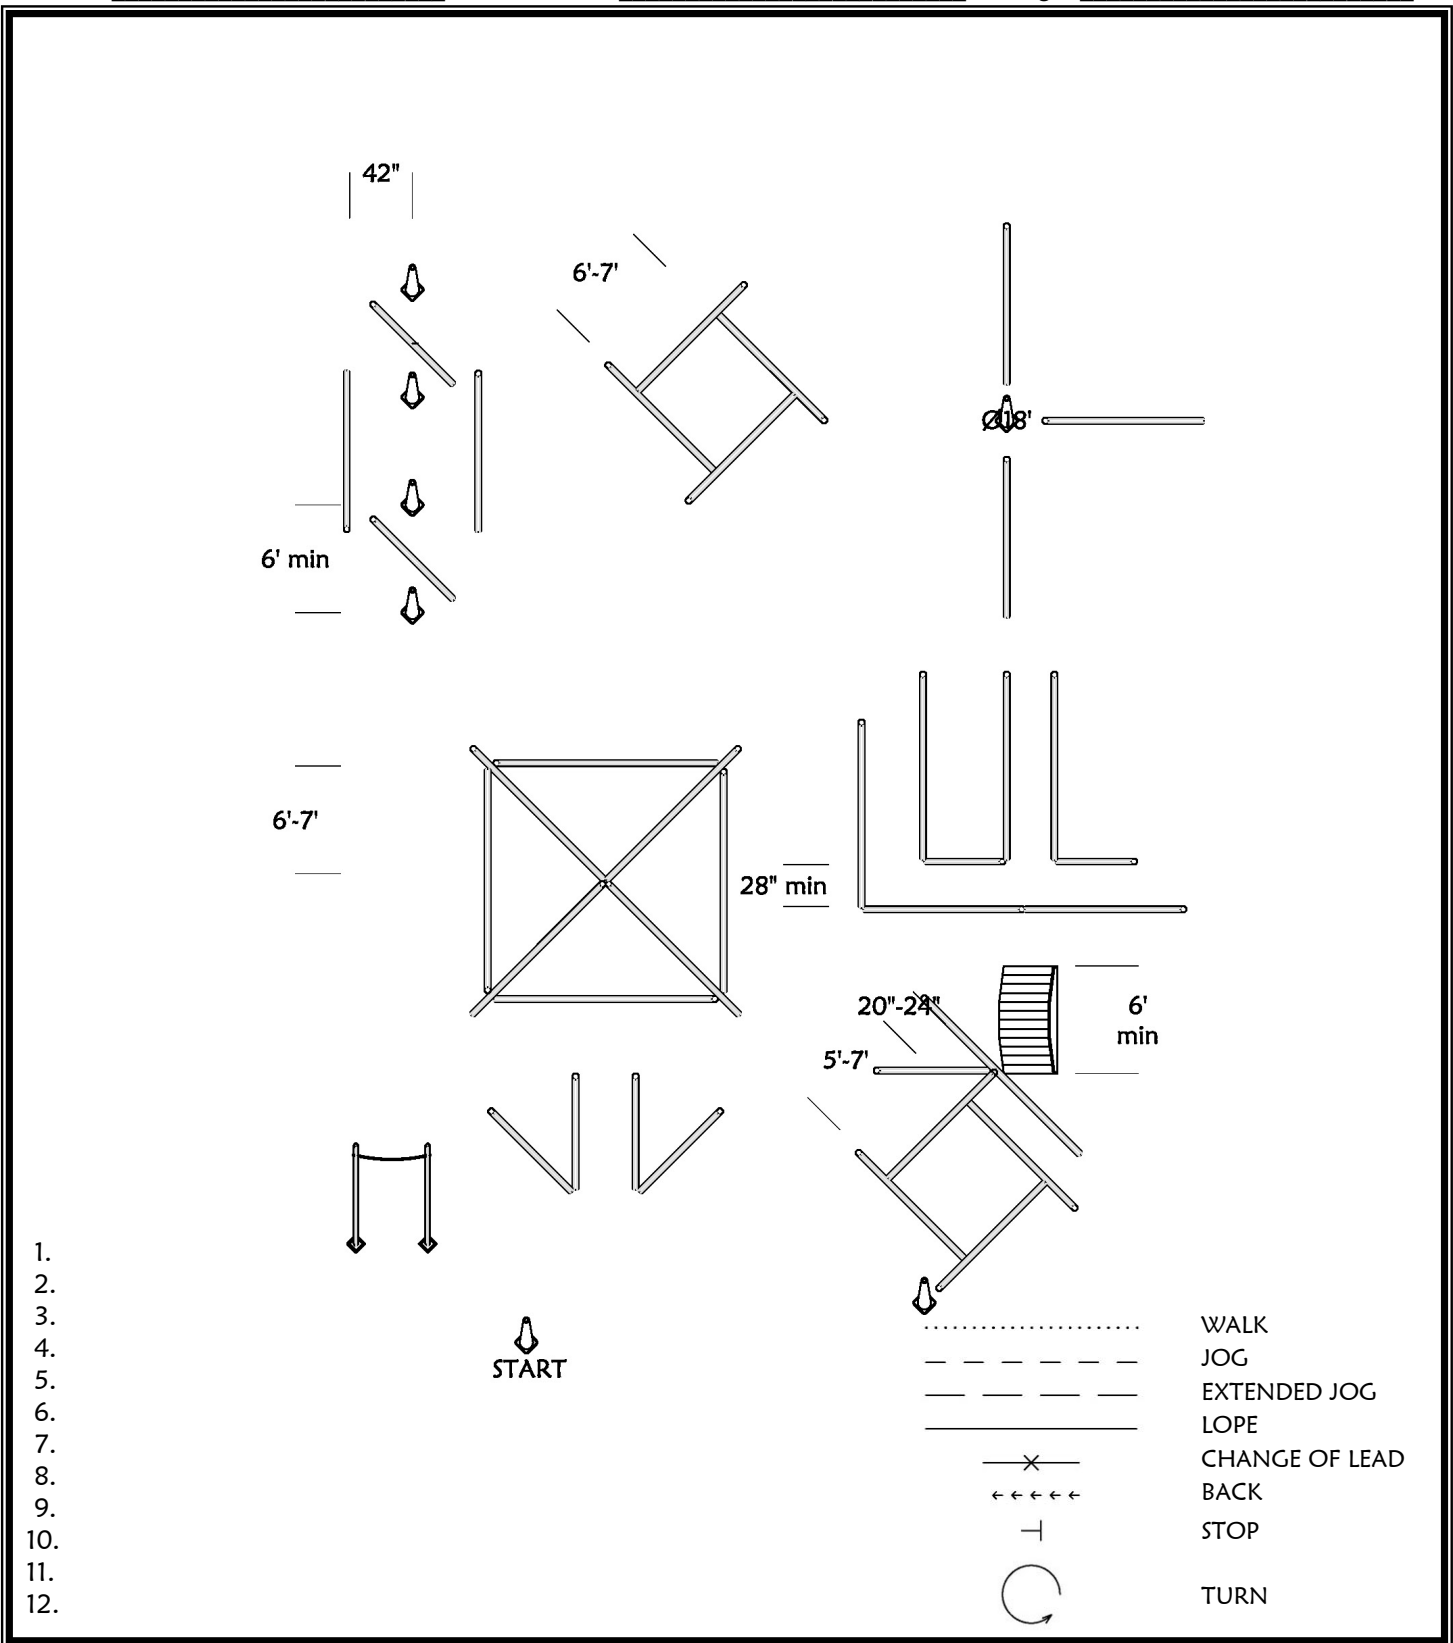 42"
6'-7'
Ø18'
6' min
6'-7'
28" min
20"-24"
6'
min
5'-7'
1.
2.
3.
4.
5.
6.
7.
8.
9.
10.
11.
12.
START
WALK
JOG
EXTENDED JOG
LOPE
CHANGE OF LEAD
BACK
STOP
TURN